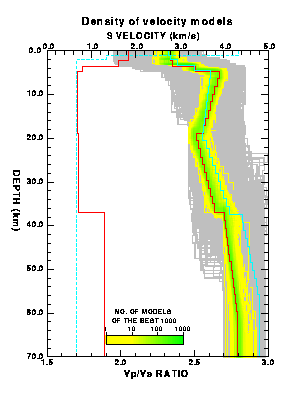 Density of velocity models
S VELOCITY (km/s)
0.0 1.0 2.0 3.0 4.0 5.0
0.0
10.0
20.0
30.0
40.0
50.0
60.0
70.0
DEPTH (km)
NO. OF MODELS
OF THE BEST 1000
1 10 100 1000
1.5 2.0 2.5 3.0
Vp/Vs RATIO